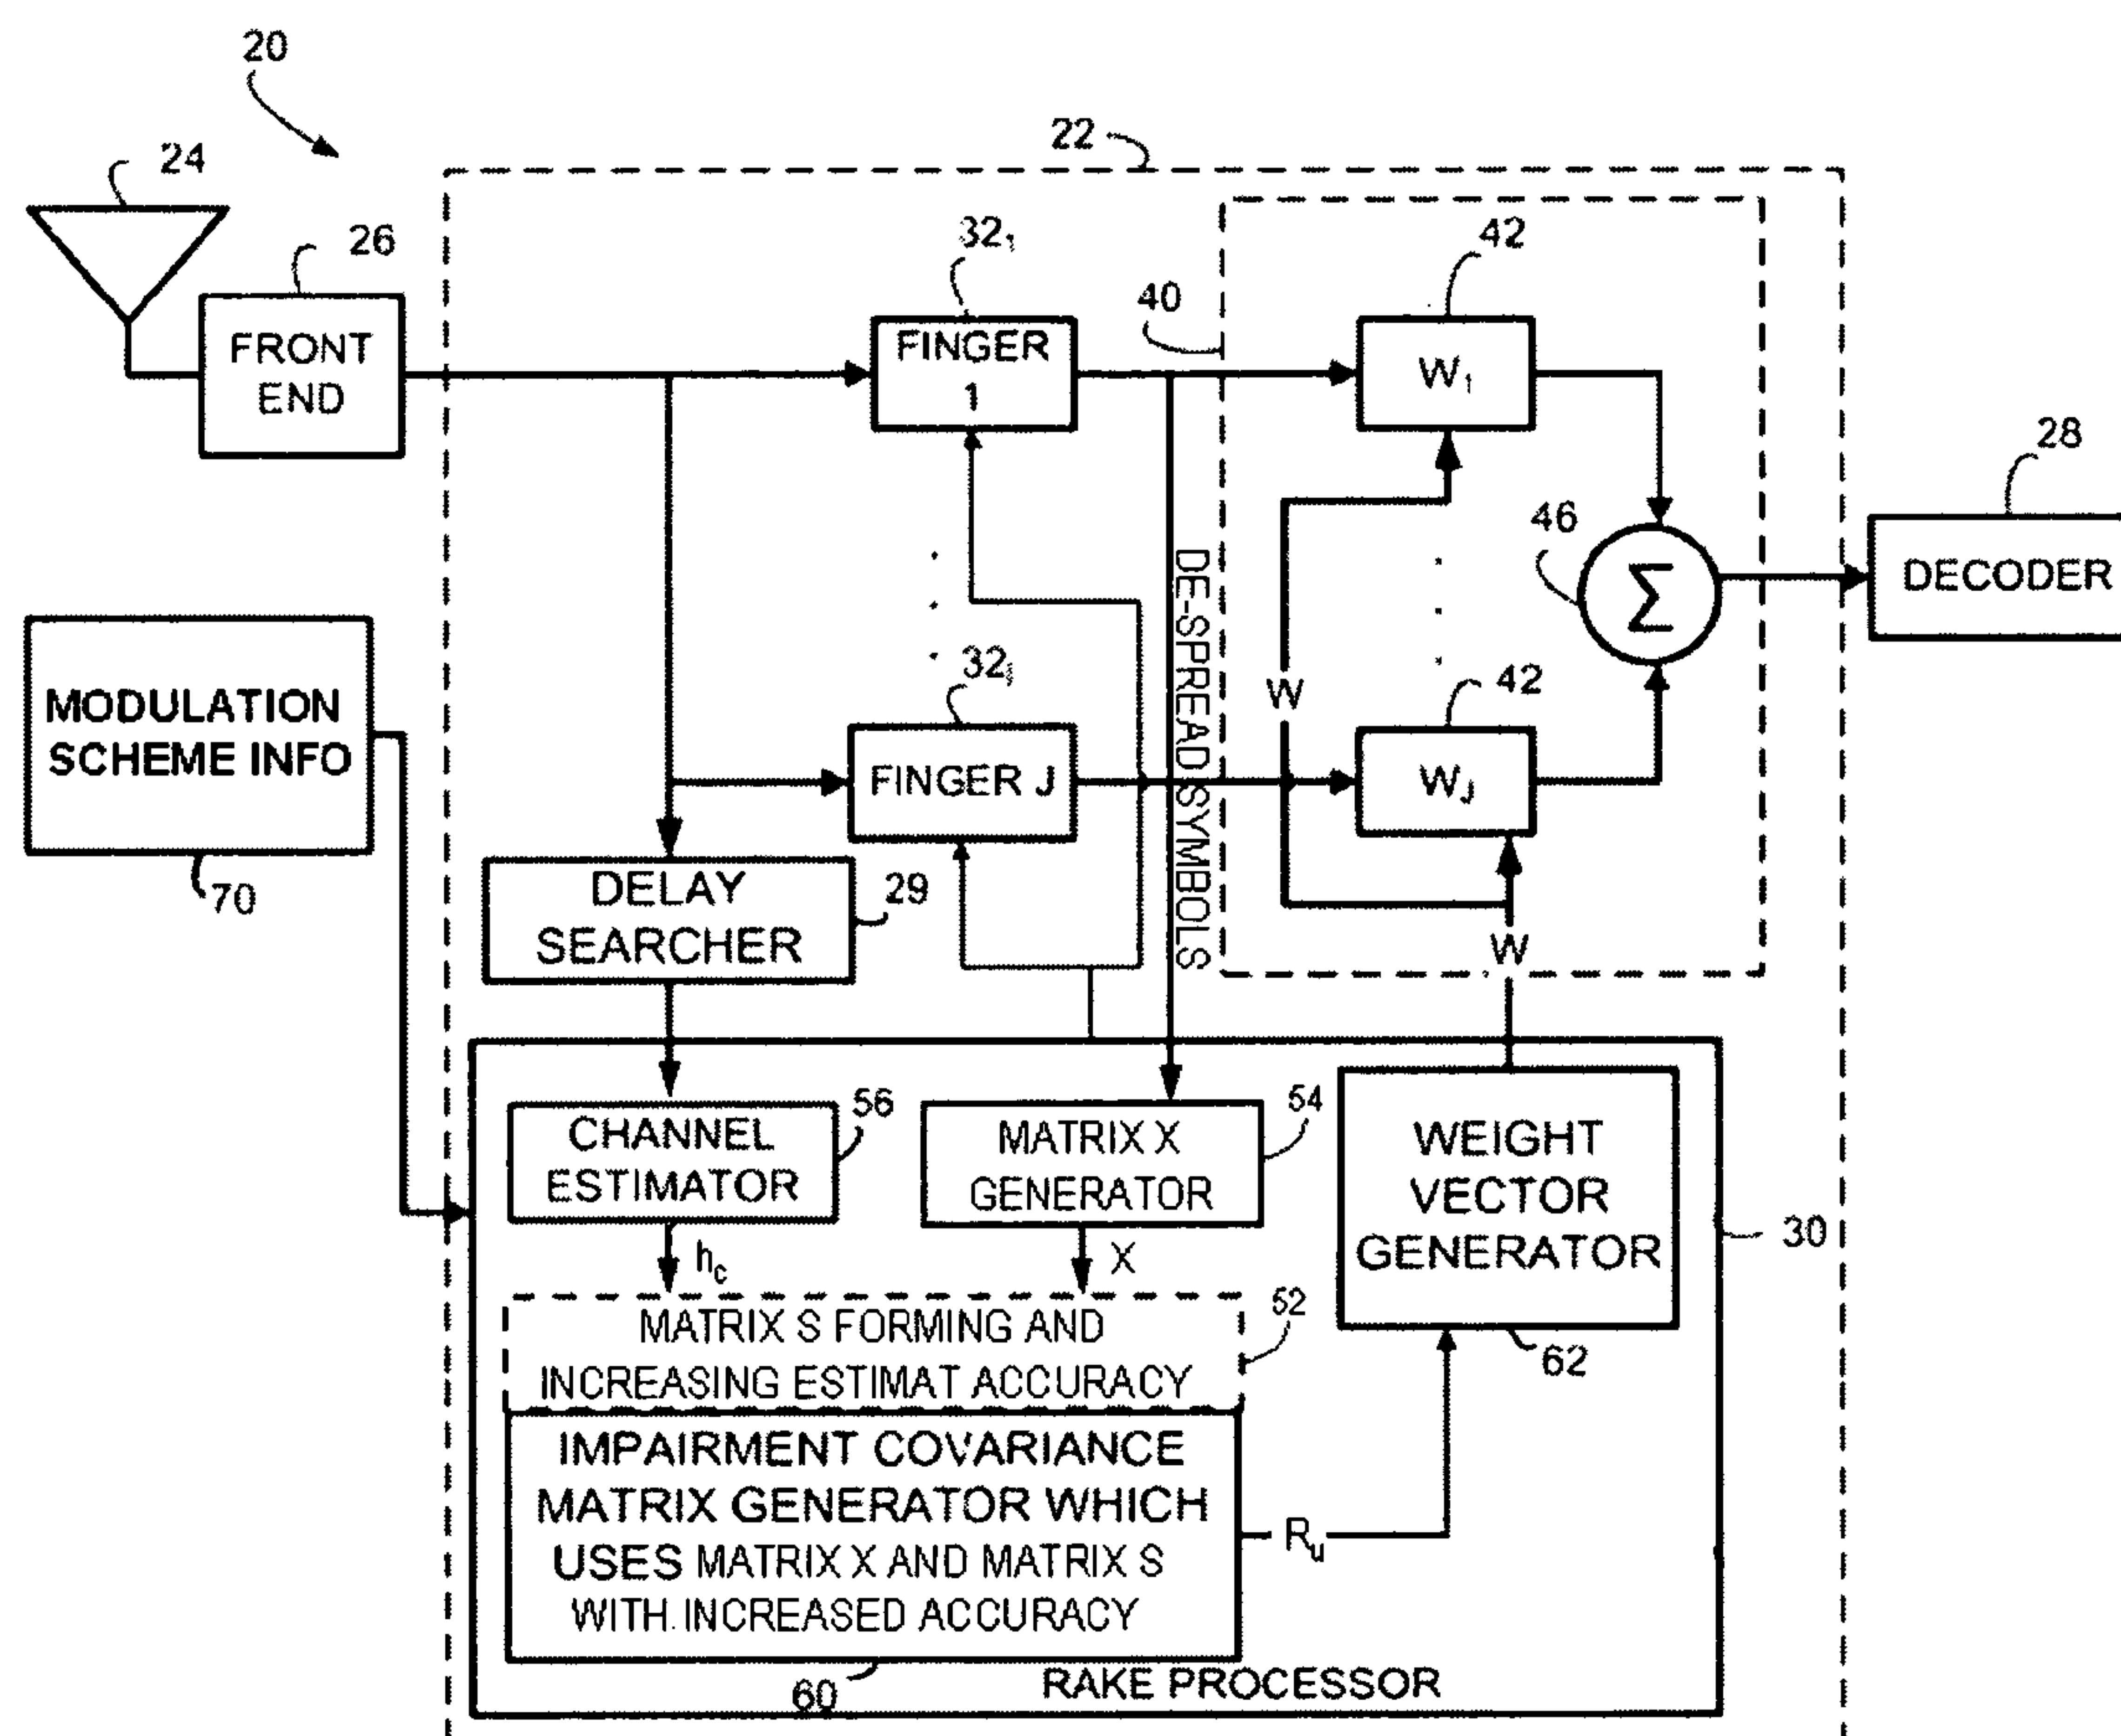 20
22
24
26
FRONT
END
32₁
FINGER
1
40
42
W₁
28
DECODER
46
Σ
MODULATION
SCHEME INFO
70
32ⱼ
FINGER J
DE-SPREAD SYMBOLS
W
42
W_J
DELAY
SEARCHER
29
W
CHANNEL
ESTIMATOR
56
MATRIX X
GENERATOR
54
WEIGHT
VECTOR
GENERATOR
30
h_c
X
62
MATRIX S FORMING AND
INCREASING ESTIMAT ACCURACY
52
IMPAIRMENT COVARIANCE
MATRIX GENERATOR WHICH
USES MATRIX X AND MATRIX S
WITH INCREASED ACCURACY
R_u
60
RAKE PROCESSOR